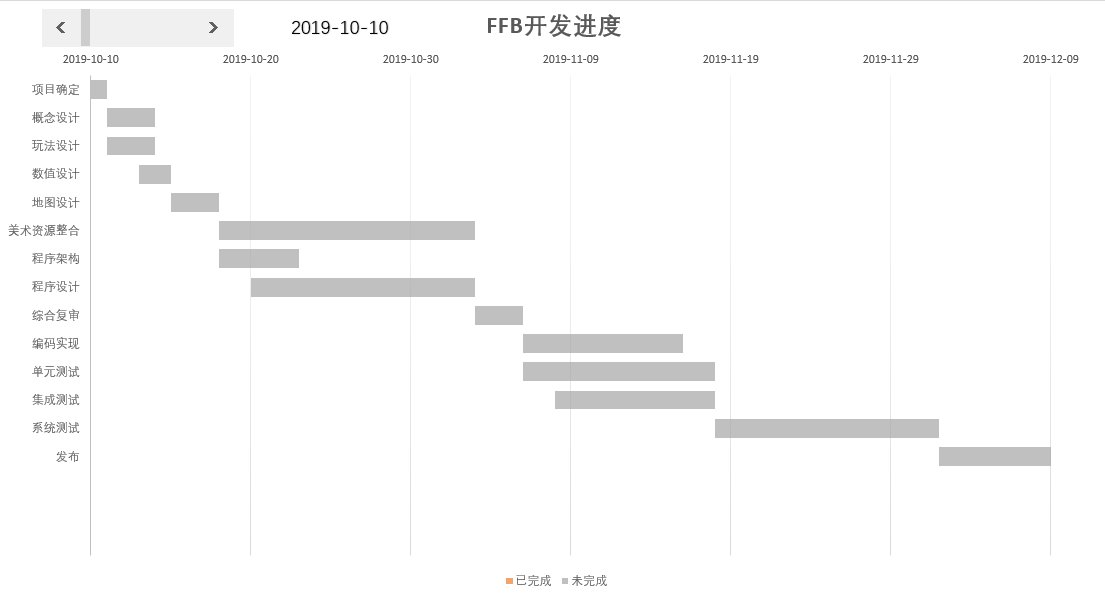 2019-10-10
FFB开发进度
2019-10-10 2019-10-20 2019-10-30 2019-11-09 2019-11-19 2019-11-29 2019-12-09
项目确定
概念设计
玩法设计
数值设计
地图设计
美术资源整合
程序架构
程序设计
综合复审
编码实现
单元测试
集成测试
系统测试
发布
已完成 未完成